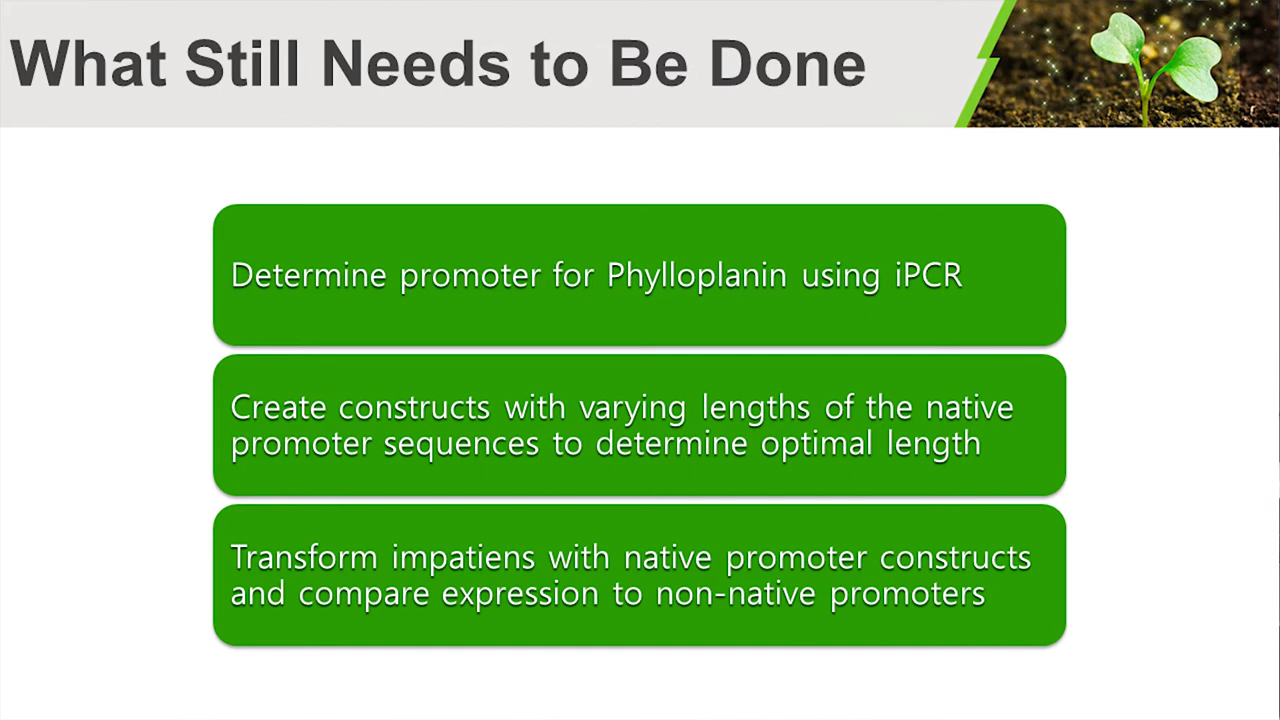 What Still Needs to Be Done
Determine promoter for Phylloplanin using iPCR
Create constructs with varying lengths of the native
promoter sequences to determine optimal length
Transform impatiens with native promoter constructs
and compare expression to non-native promoters